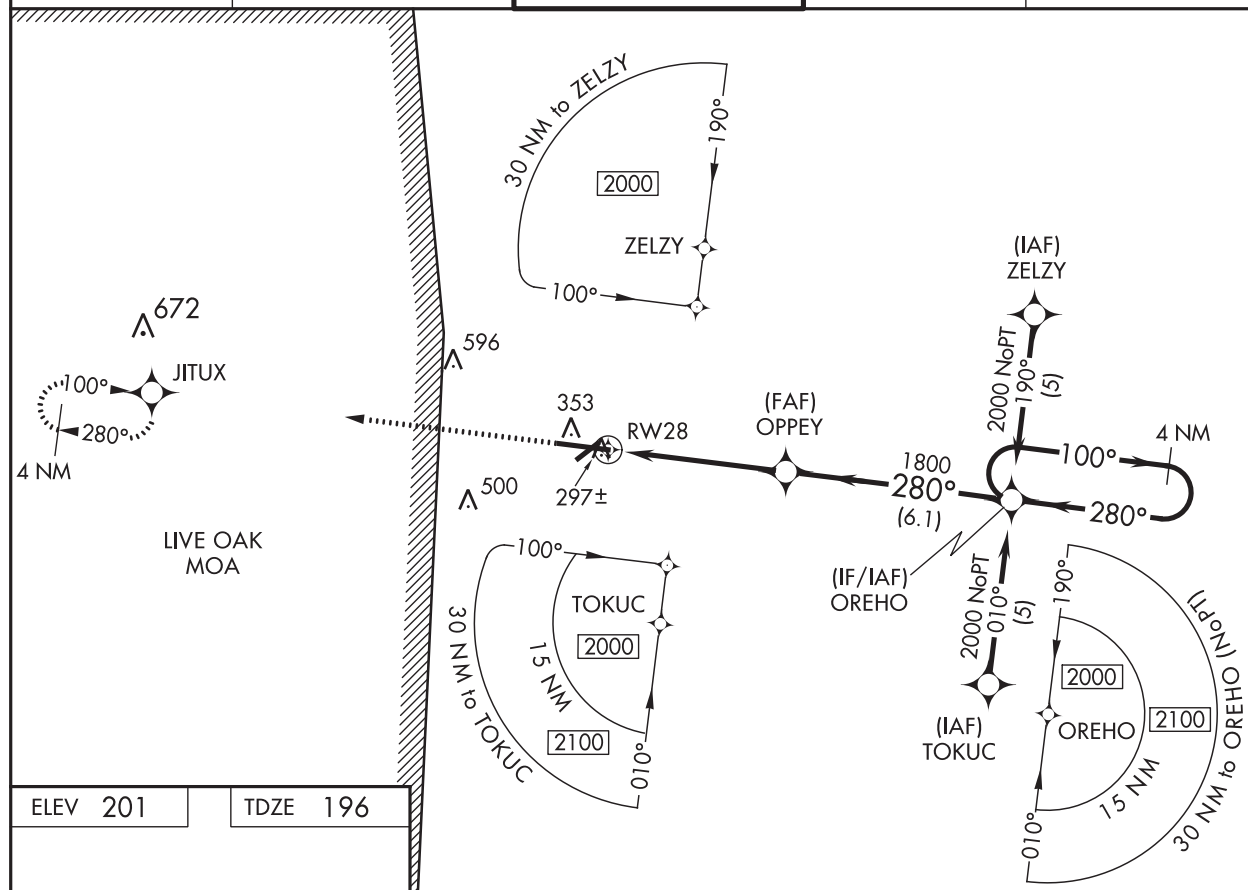 30 NM to ZELZY
190°
2000
ZELZY
100°
(IAF)
ZELZY
2000 NoPT
190°
(5)
672
JITUX
100°
280°
4 NM
596
353
RW28
297±
500
(FAF)
OPPEY
1800
280°
(6.1)
4 NM
100°
280°
(IF/IAF)
OREHO
LIVE OAK
MOA
100°
TOKUC
2000
15 NM
2100
30 NM to TOKUC
010°
2000 NoPT
010°
(5)
(IAF)
TOKUC
190°
2000
OREHO
2100
15 NM
30 NM to OREHO (NoPT)
010°
ELEV 201
TDZE 196